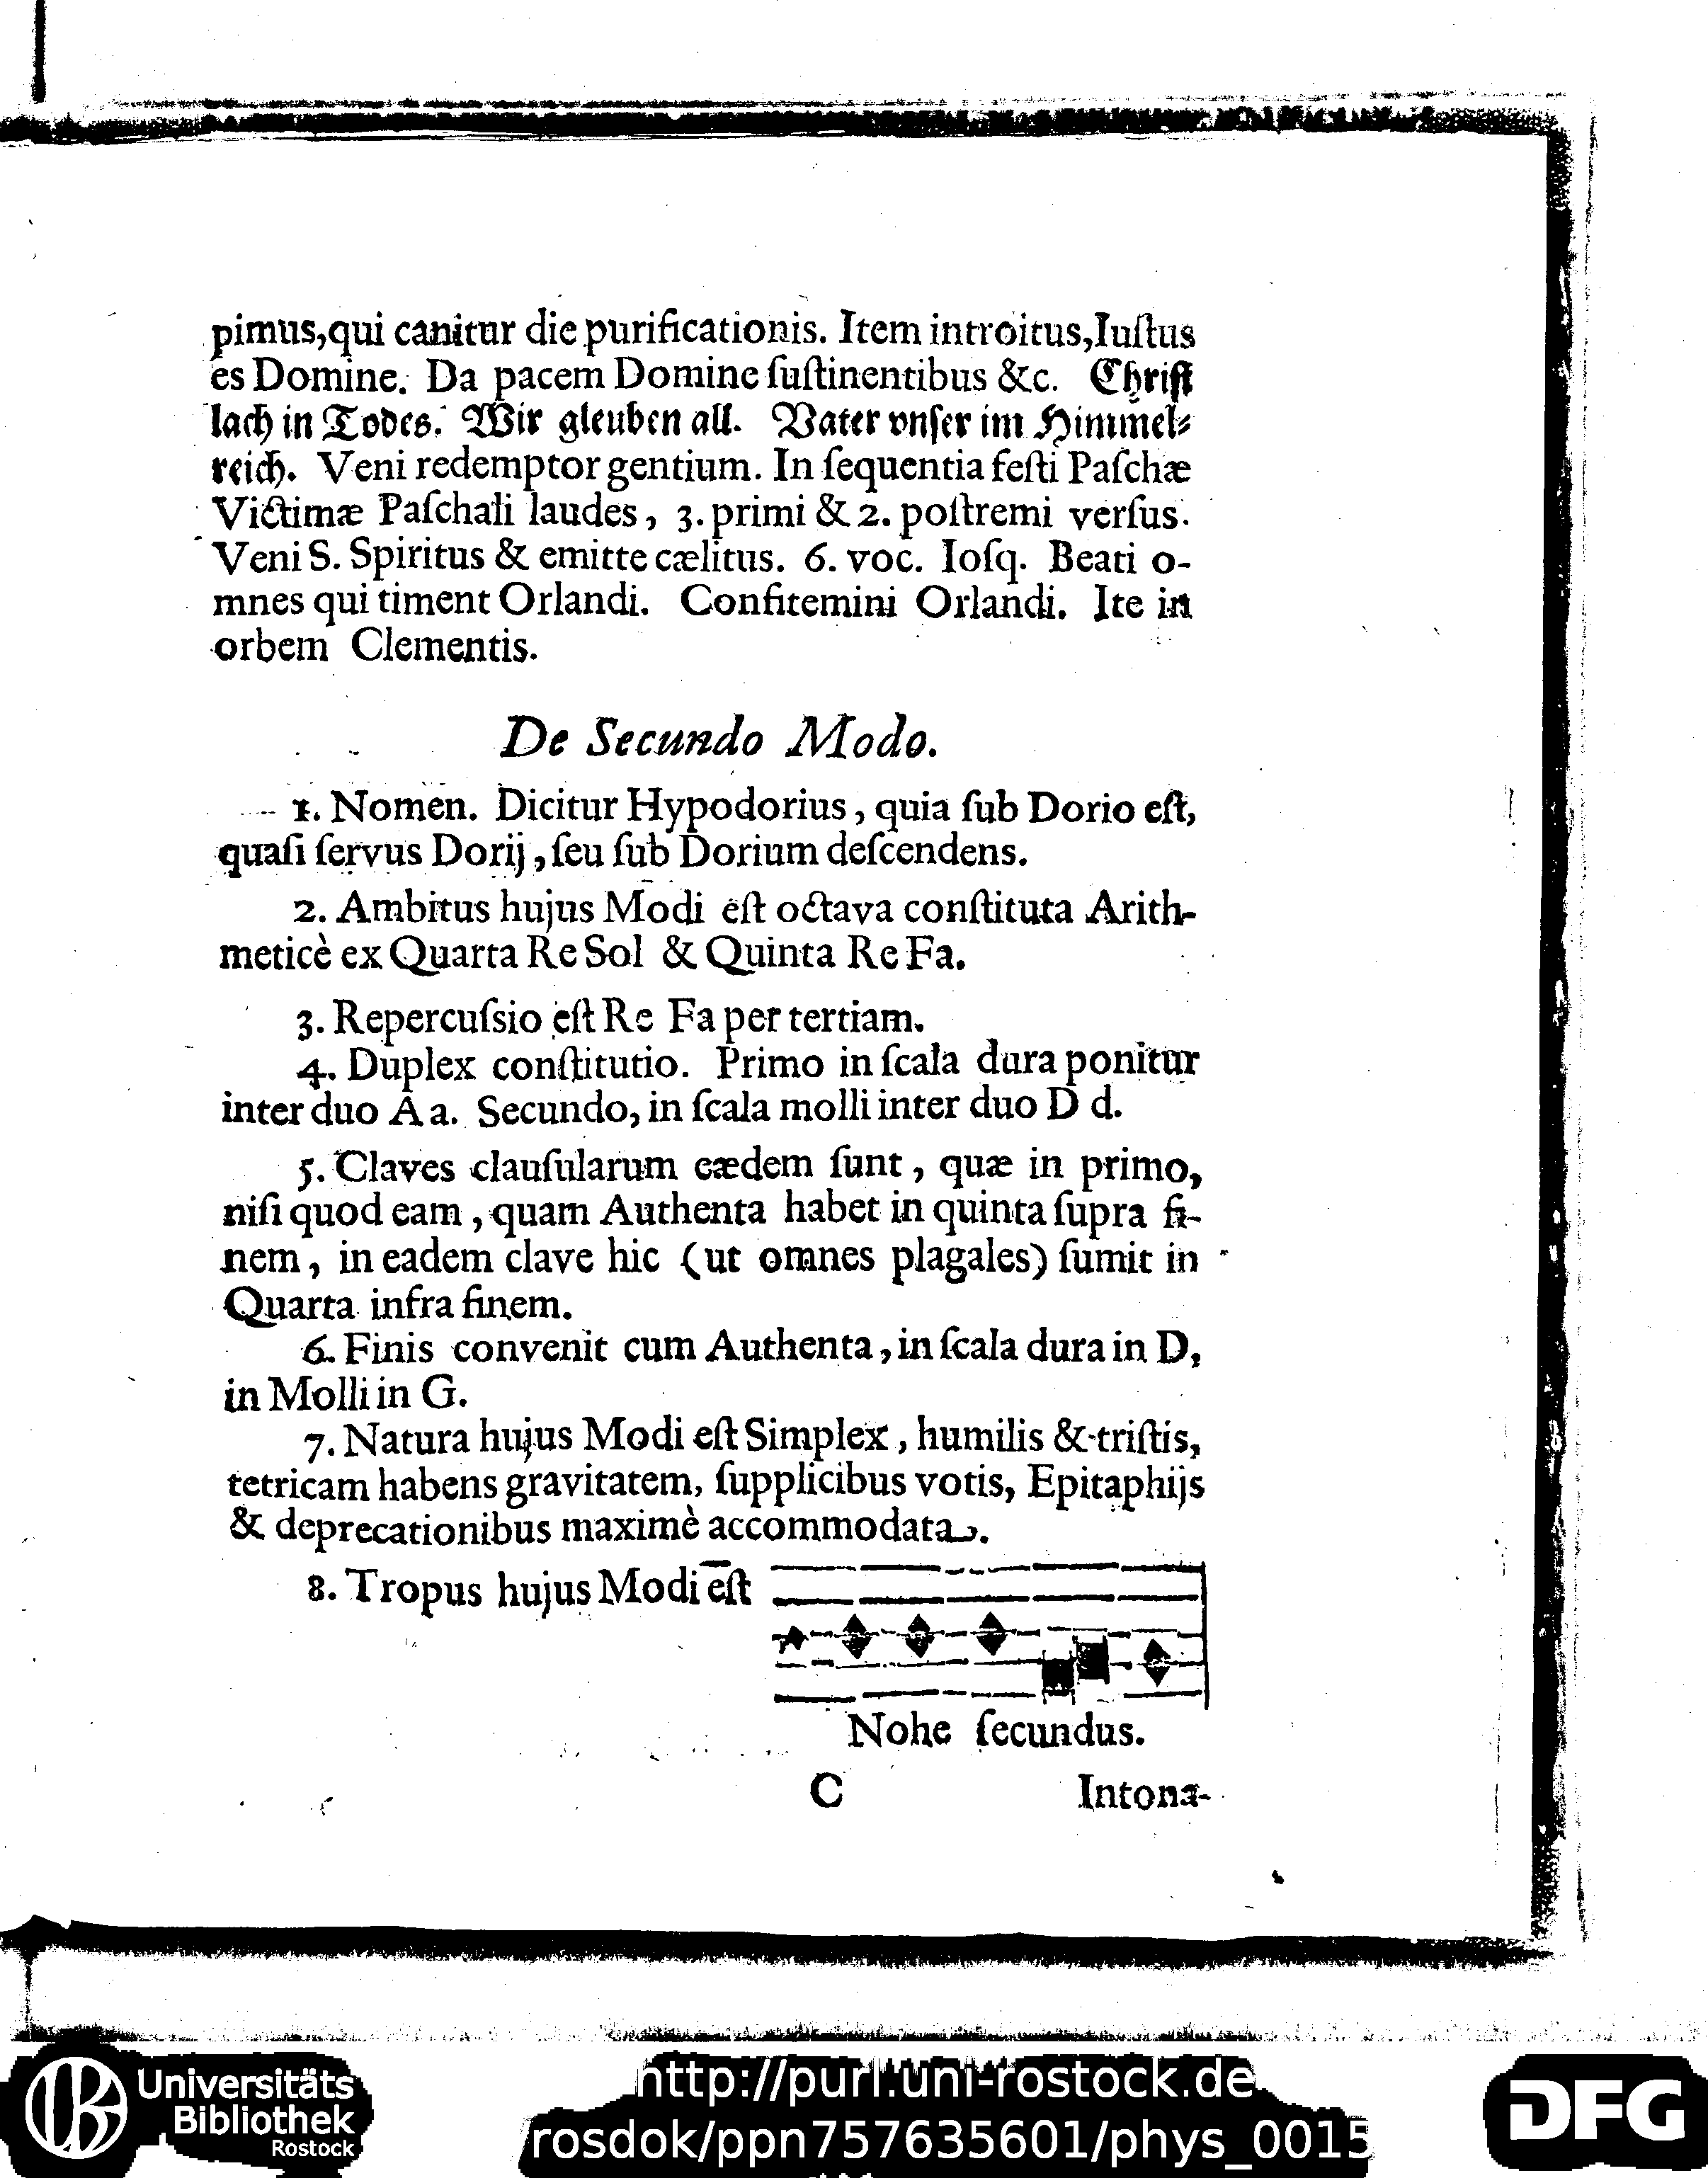 pimus, qui canitur die purificationis. Item introitus, Iuſtus
es Domine. Da pacem Domine ſuſtinentibus &c. Chriſt
lach in Todes. Wir gleuben all. Vater vnſer im Himmel⸗
reich. Veni redemptor gentium. In ſequentia feſti Paſchæ
Victimæ Paſchali laudes, 3. primi & 2. poſtremi verſus.
Veni S. Spiritus & emitte cælitus. 6. voc. Ioſq. Beati o-
mnes qui timent Orlandi. Confitemini Orlandi. Ite in
orbem Clementis.
De Secundo Modo.
1. Nomen. Dicitur Hypodorius, quia ſub Dorio eſt,
quaſi ſervus Dorij, ſeu ſub Dorium deſcendens.
2. Ambitus hujus Modi eſt octava conſtituta Arith-
meticè ex Quarta Re Sol & Quinta Re Fa.
3. Repercuſsio eſt Re Fa per tertiam.
4. Duplex conſtitutio. Primo in ſcala dura ponitur
inter duo A a. Secundo, in ſcala molli inter duo D d.
5. Claves clauſularum eædem ſunt, quæ in primo,
niſi quod eam, quam Authenta habet in quinta ſupra fi-
nem, in eadem clave hic (ut omnes plagales) ſumit in
Quarta infra finem.
6. Finis convenit cum Authenta, in ſcala dura in D,
in Molli in G.
7. Natura hujus Modi eſt Simplex, humilis & triſtis,
tetricam habens gravitatem, ſupplicibus votis, Epitaphijs
& deprecationibus maximè accommodata.
8. Tropus hujus Modi eſt
Nohe ſecundus.
C Intona-
Universitäts
Bibliothek
Rostock
http://purl.uni-rostock.de
rosdok/ppn757635601/phys_0015
DFG